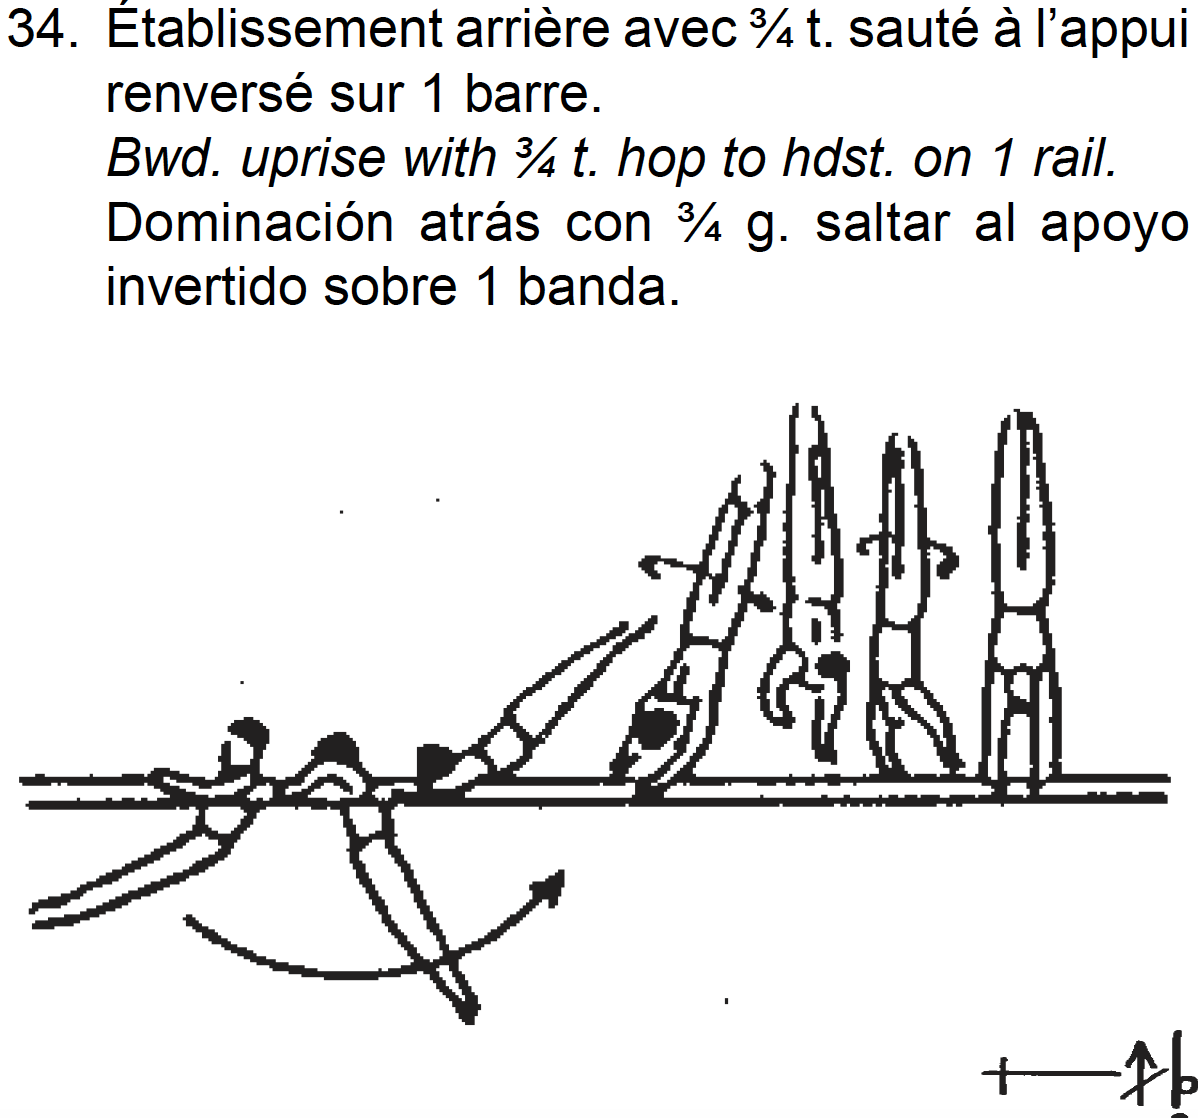 34. Établissement arrière avec ¾ t. sauté à l’appui
renversé sur 1 barre.
Bwd. uprise with ¾ t. hop to hdst. on 1 rail.
Dominación atrás con ¾ g. saltar al apoyo
invertido sobre 1 banda.